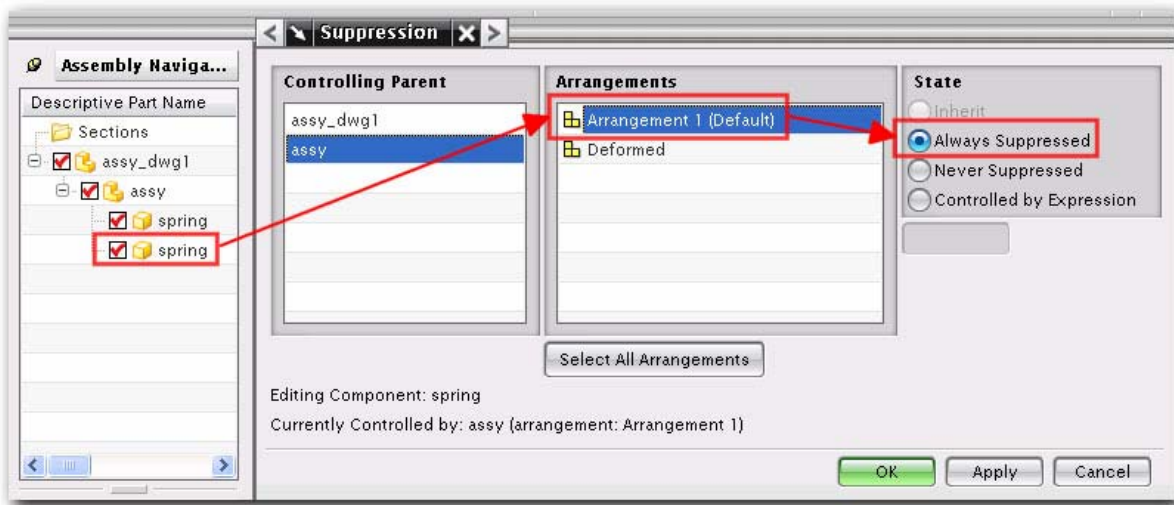 Suppression
Assembly Naviga...
Descriptive Part Name
Sections
assy_dwg1
assy
spring
spring
Controlling Parent
assy_dwg1
assy
Arrangements
Arrangement 1 (Default)
Deformed
State
Inherit
Always Suppressed
Never Suppressed
Controlled by Expression
Select All Arrangements
Editing Component: spring
Currently Controlled by: assy (arrangement: Arrangement 1)
OK
Apply
Cancel